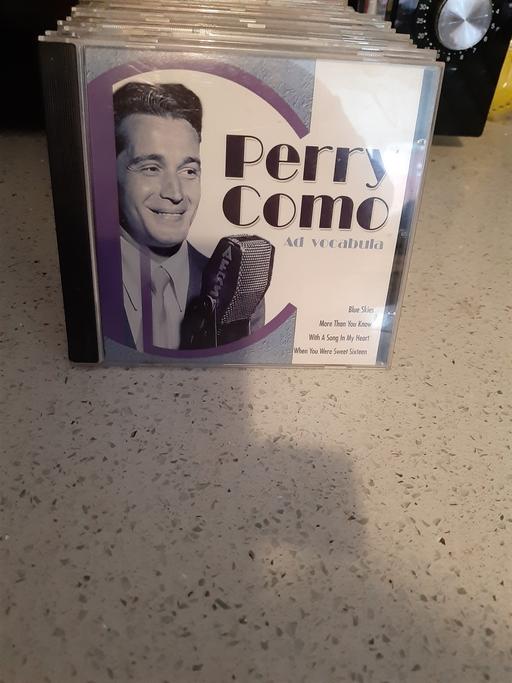 Perry
Como
Ad vocabula
Blue Skies
More Than You Know
With A Song In My Heart
When You Were Sweet Sixteen
30